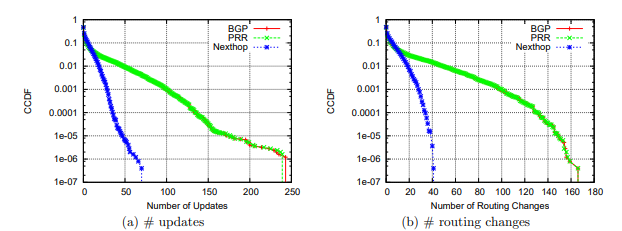 1
0.1
0.01
0.001
0.0001
1e-05
1e-06
1e-07
CCDF
0 50 100 150 200 250
Number of Updates
BGP
PRR
Nexthop
(a) # updates
1
0.1
0.01
0.001
0.0001
1e-05
1e-06
1e-07
CCDF
0 20 40 60 80 100 120 140 160 180
Number of Routing Changes
BGP
PRR
Nexthop
(b) # routing changes